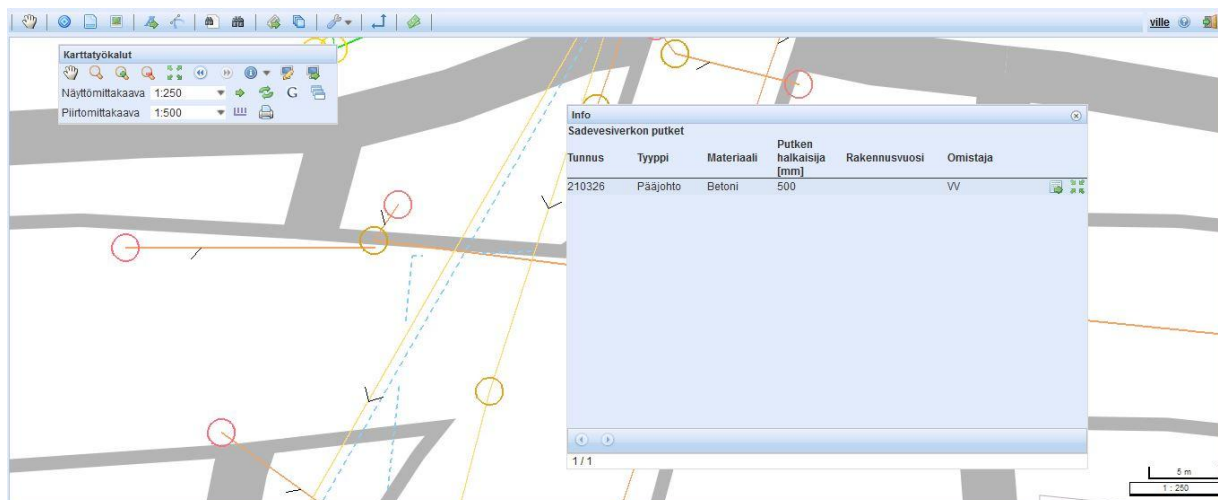 ville
Karttatyökalut
Näyttömittakaava 1:250
G
Piirtomittakaava 1:500
Info
Sadevesiverkon putket
Tunnus Tyyppi Materiaali Putken halkaisija [mm] Rakennusvuosi Omistaja
210326 Pääjohto Betoni 500 VV
1 / 1
5 m
1 : 250